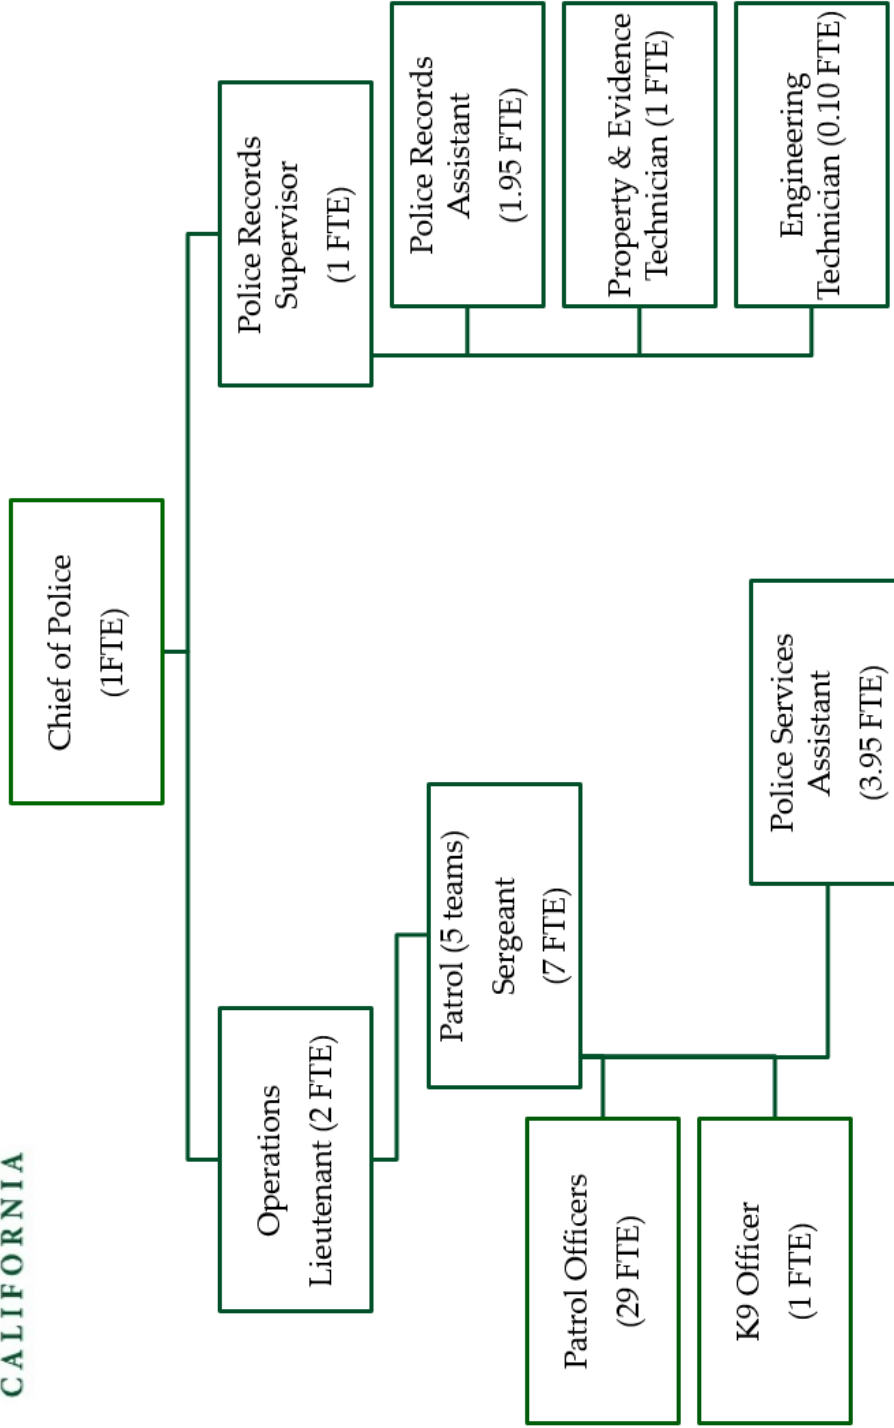 CALIFORNIA
Chief of Police
(1FTE)
Operations
Lieutenant (2 FTE)
Police Records
Supervisor
(1 FTE)
Patrol (5 teams)
Sergeant
(7 FTE)
Police Records
Assistant
(1.95 FTE)
Property & Evidence
Technician (1 FTE)
Engineering
Technician (0.10 FTE)
Patrol Officers
(29 FTE)
K9 Officer
(1 FTE)
Police Services
Assistant
(3.95 FTE)